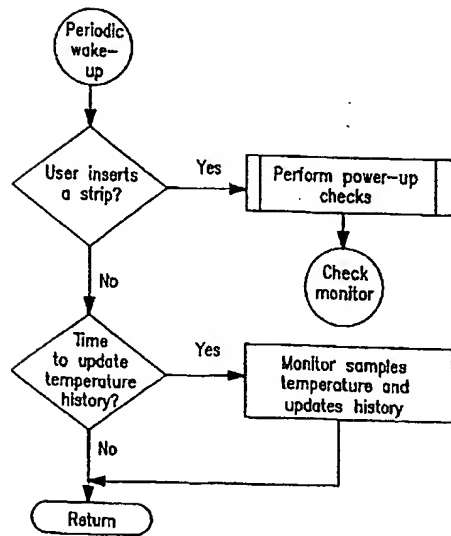 Periodic
wake-
up
User inserts
a strip?
Yes
Perform power-up
checks
No
Check
monitor
Time
to update
temperature
history?
Yes
Monitor samples
temperature and
updates history
No
Return